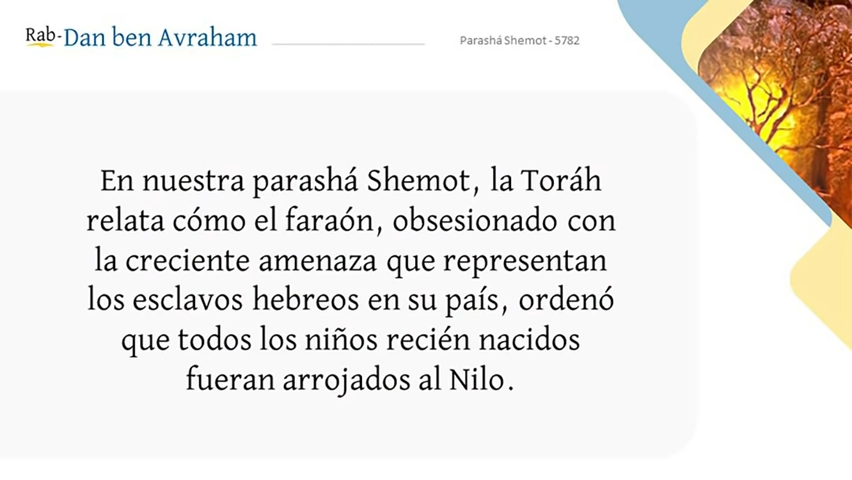 Rab-Dan ben Avraham
Parashá Shemot - 5782
En nuestra parashá Shemot, la Toráh
relata cómo el faraón, obsesionado con
la creciente amenaza que representan
los esclavos hebreos en su país, ordenó
que todos los niños recién nacidos
fueran arrojados al Nilo.